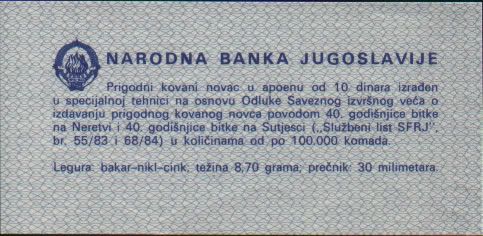 NARODNA BANKA JUGOSLAVIJE
Prigodni kovani novac u apoenu od 10 dinara izrađen
u specijalnoj tehnici na osnovu Odluke Saveznog izvršnog veća o
izdavanju prigodnog kovanog novca povodom 40. godišnjice bitke
na Neretvi i 40. godišnjice bitke na Sutjesci („Službeni list SFRJ",
br. 55/83 i 68/84) u količinama od po 100.000 komada.
Legura: bakar-nikl-cink; težina 8,70 grama; prečnik: 30 milimetara.